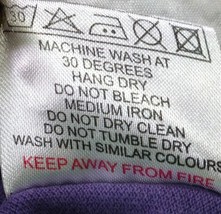 30
MACHINE WASH AT
30 DEGREES
HANG DRY
DO NOT BLEACH
MEDIUM IRON
DO NOT DRY CLEAN
DO NOT TUMBLE DRY
WASH WITH SIMILAR COLOURS
KEEP AWAY FROM FIRE